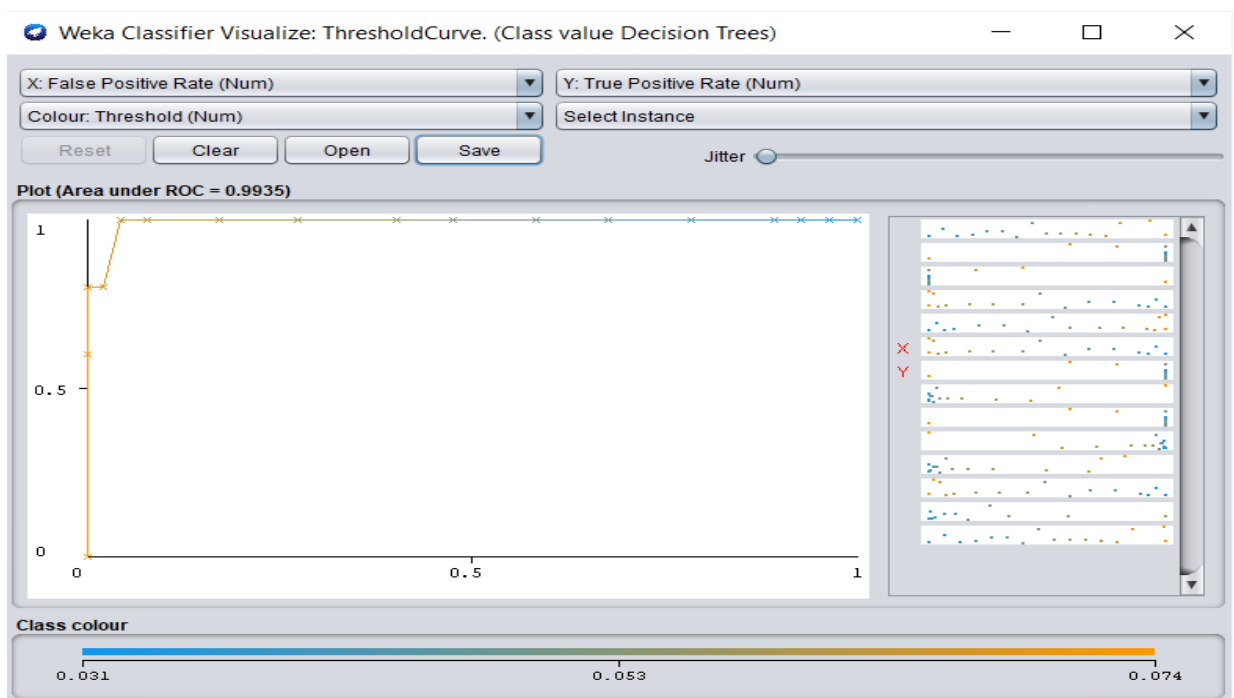 Weka Classifier Visualize: ThresholdCurve. (Class value Decision Trees)
X: False Positive Rate (Num)
Y: True Positive Rate (Num)
Colour: Threshold (Num)
Select Instance
Reset
Clear
Open
Save
Jitter
Plot (Area under ROC = 0.9935)
1
0.5
0
0
0.5
1
X
Y
Class colour
0.031
0.053
0.074